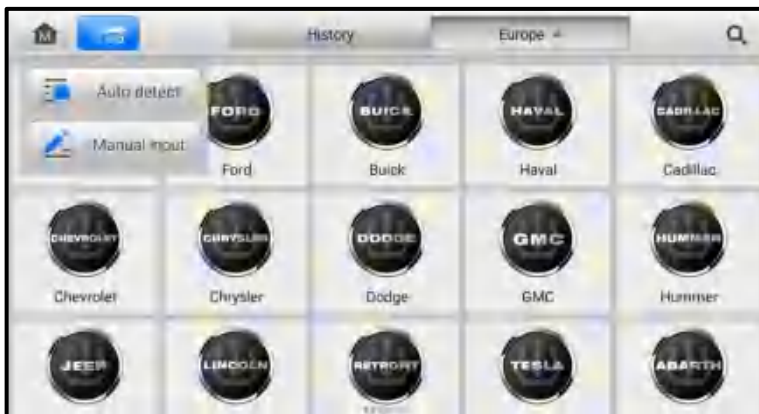 History
Europe
Auto detect
Manual input
FORD
BUICK
HAVAL
CADILLAC
Ford
Buick
Haval
Cadillac
CHEVROLET
CHRYSLER
DODGE
GMC
HUMMER
Chevrolet
Chrysler
Dodge
GMC
Hummer
JEEP
LINCOLN
RETROFIT
TESLA
ABARTH